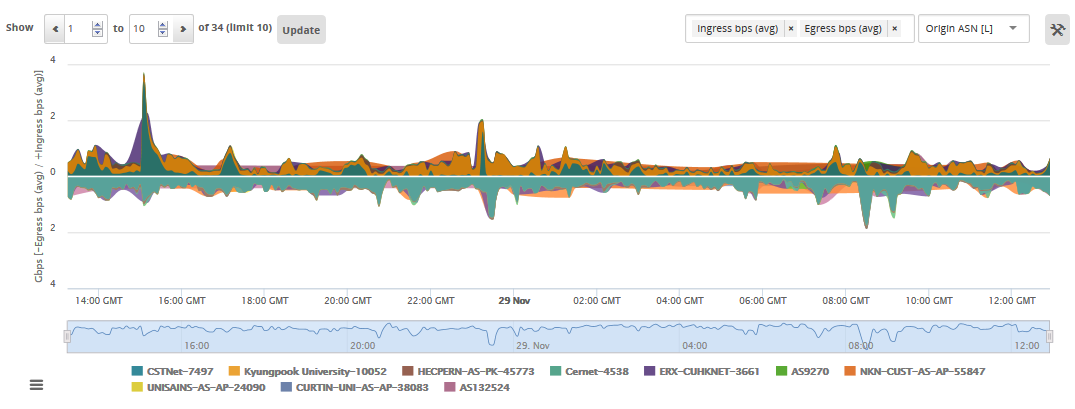 Show 1 to 10 of 34 (limit 10) Update Ingress bps (avg) × Egress bps (avg) × Origin ASN [L]
Gbps [-Egress bps (avg) / +Ingress bps (avg)]
4
2
0
2
4
14:00 GMT 16:00 GMT 18:00 GMT 20:00 GMT 22:00 GMT 29 Nov 02:00 GMT 04:00 GMT 06:00 GMT 08:00 GMT 10:00 GMT 12:00 GMT
16:00 20:00 29. Nov 04:00 08:00 12:00
CSTNet-7497 Kyungpook University-10052 HECPERN-AS-PK-45773 Cernet-4538 ERX-CUHKNET-3661 AS9270 NKN-CUST-AS-AP-55847
UNISAINS-AS-AP-24090 CURTIN-UNI-AS-AP-38083 AS132524